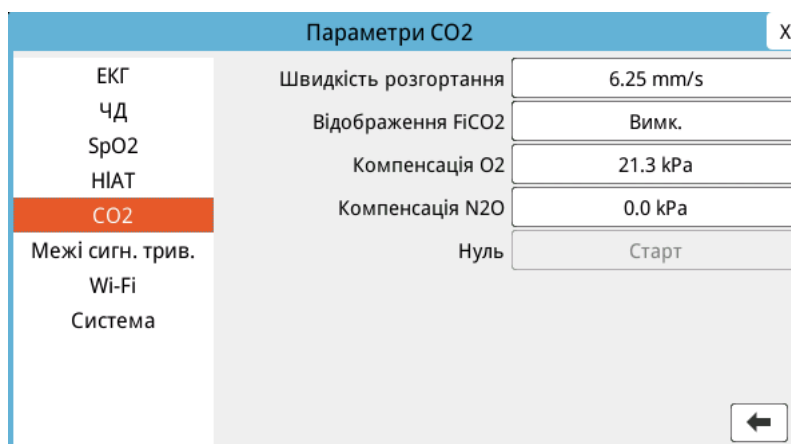 Параметри CO2
X
ЕКГ
ЧД
SpO2
НІАТ
CO2
Межі сигн. трив.
Wi-Fi
Система
Швидкість розгортання 6.25 mm/s
Відображення FiCO2 Вимк.
Компенсація O2 21.3 kPa
Компенсація N2O 0.0 kPa
Нуль Старт